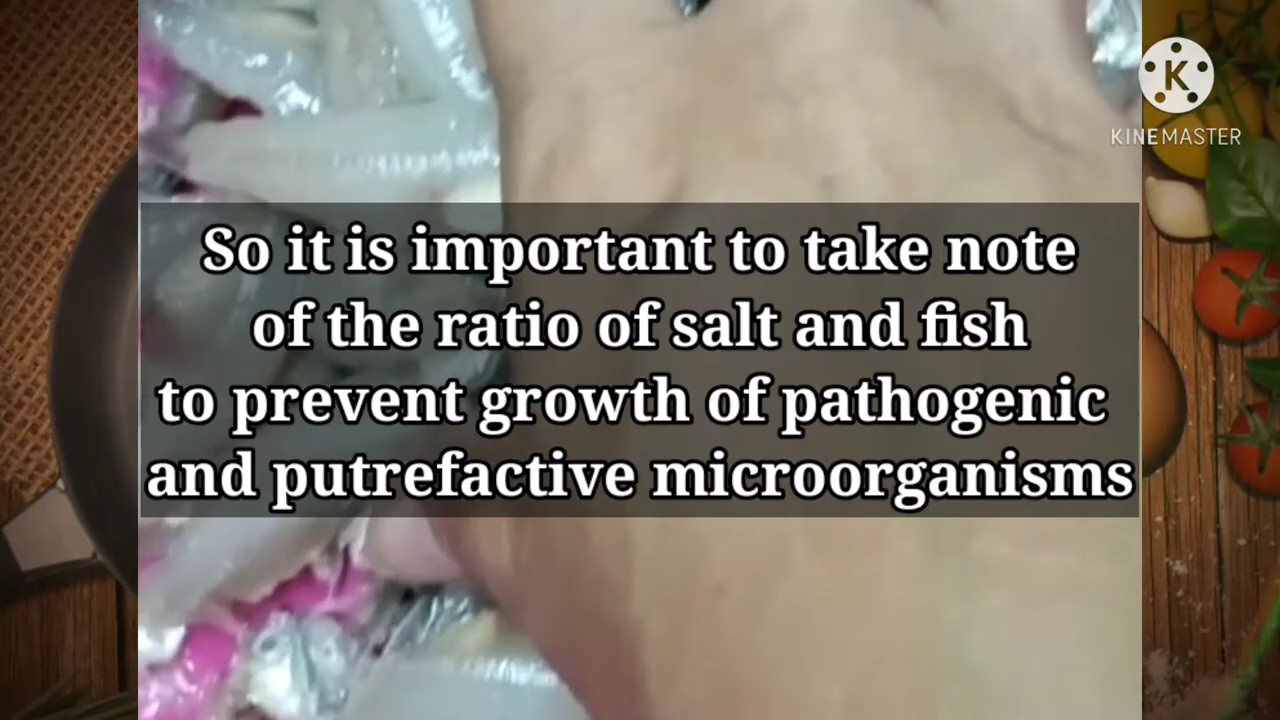 K
KINEMASTER
So it is important to take note
of the ratio of salt and fish
to prevent growth of pathogenic
and putrefactive microorganisms